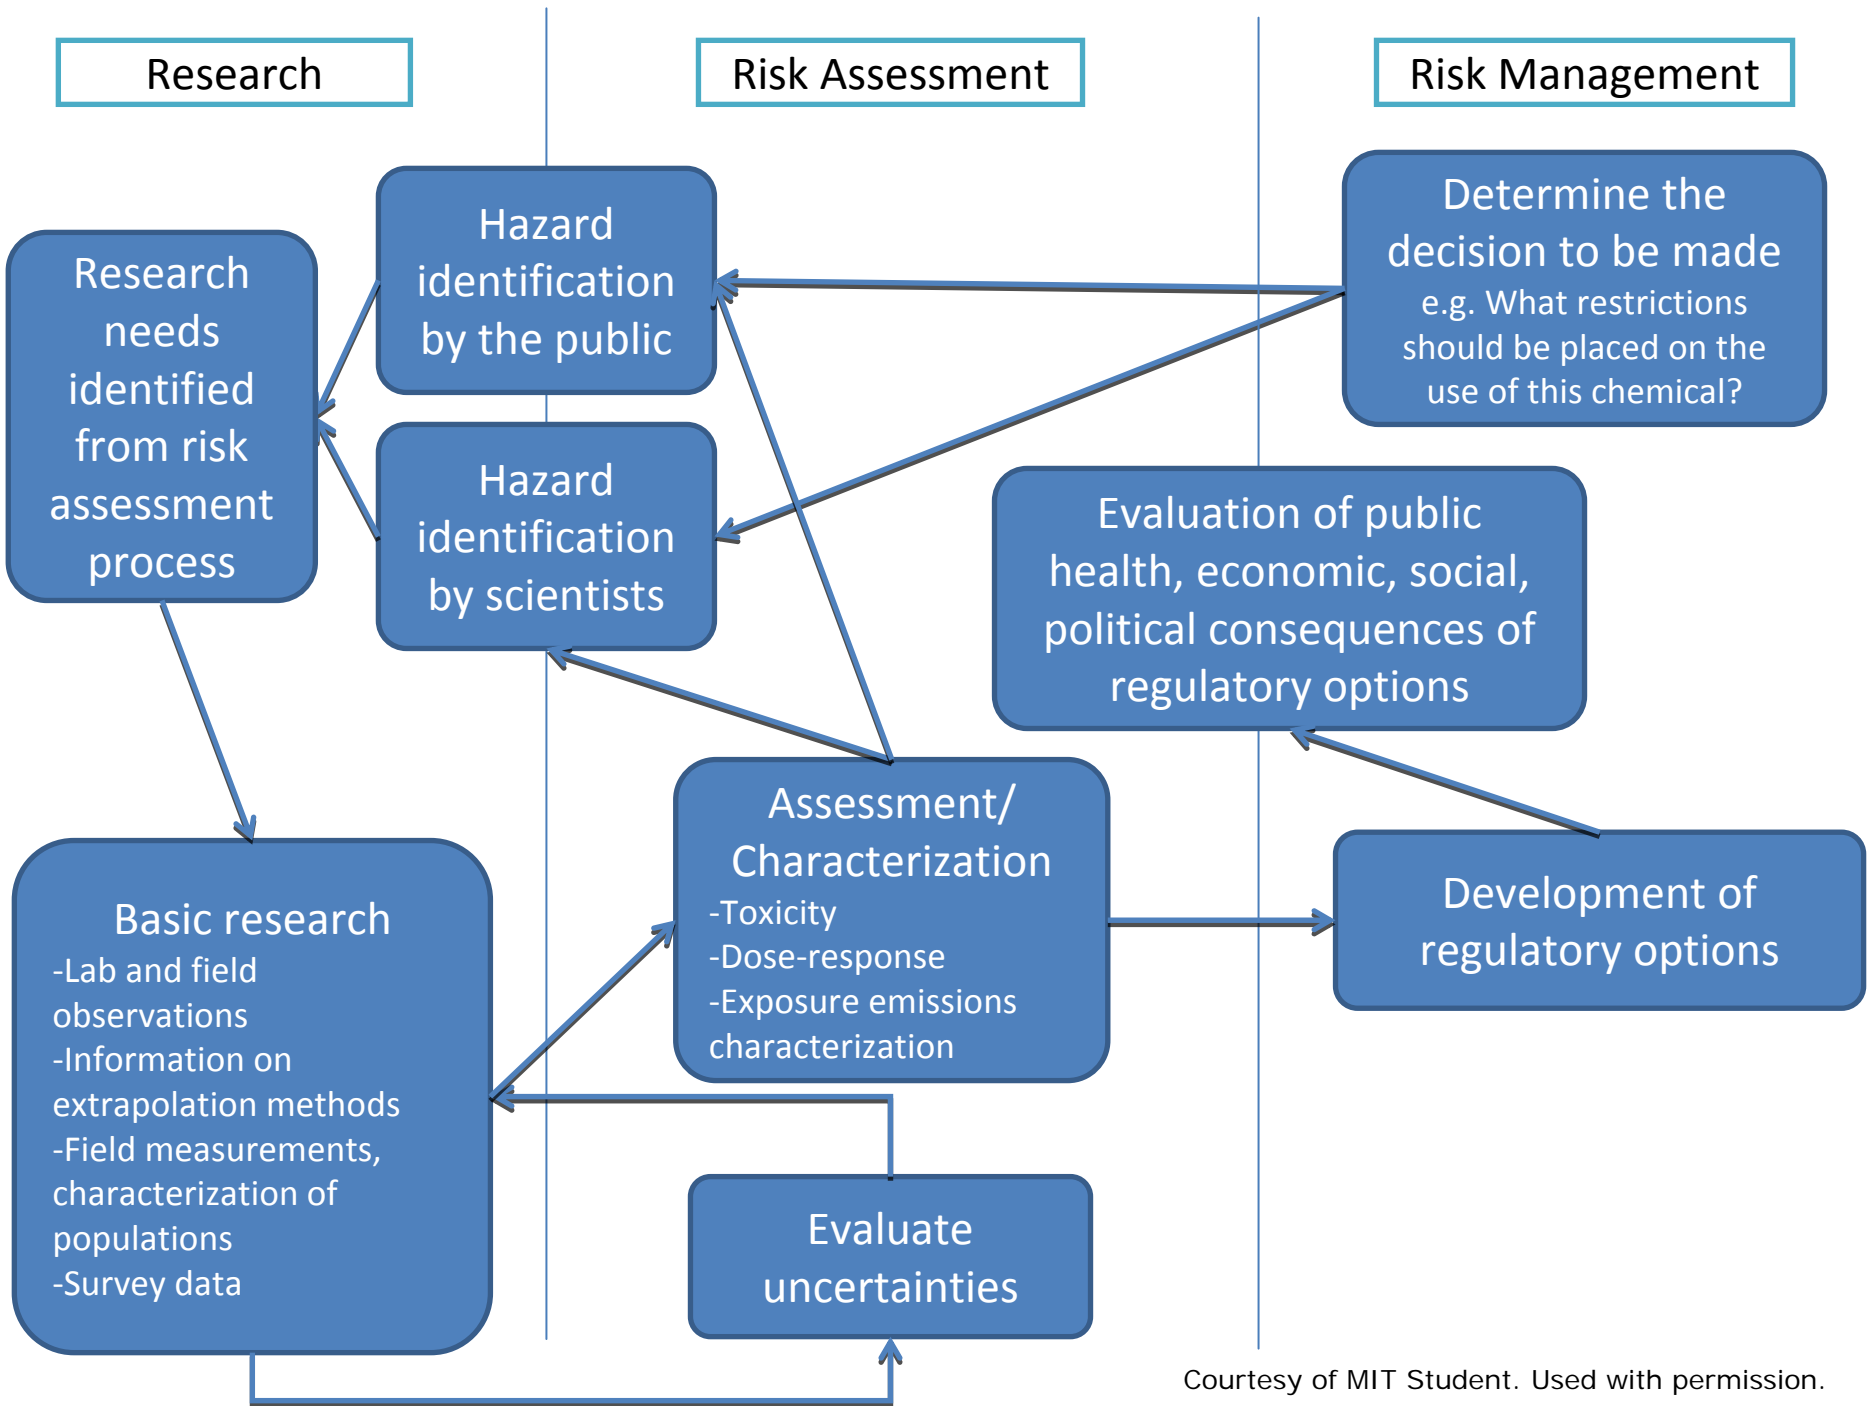 Research
Risk Assessment
Risk Management
Research
needs
identified
from risk
assessment
process
Hazard
identification
by the public
Hazard
identification
by scientists
Determine the
decision to be made
e.g. What restrictions
should be placed on the
use of this chemical?
Evaluation of public
health, economic, social,
political consequences of
regulatory options
Basic research
-Lab and field
observations
-Information on
extrapolation methods
-Field measurements,
characterization of
populations
-Survey data
Assessment/
Characterization
-Toxicity
-Dose-response
-Exposure emissions
characterization
Development of
regulatory options
Evaluate
uncertainties
Courtesy of MIT Student. Used with permission.